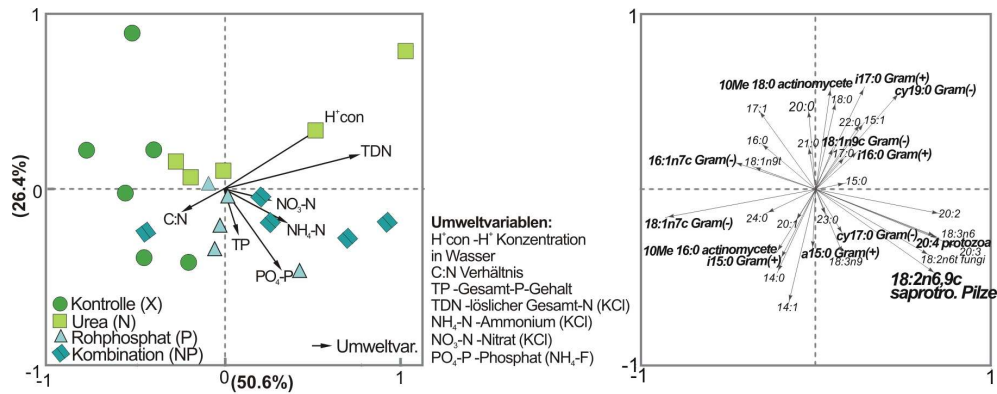 1
H⁺con
TDN
(26.4%)
0
NO₃-N
C:N
NH₄-N
TP
PO₄-P
Kontrolle (X)
Urea (N)
Rohphosphat (P)
Kombination (NP)
Umweltvar.
-1
-1
0
(50.6%)
1
Umweltvariablen:
H⁺con -H⁺ Konzentration
in Wasser
C:N Verhältnis
TP -Gesamt-P-Gehalt
TDN -löslicher Gesamt-N (KCl)
NH₄-N -Ammonium (KCl)
NO₃-N -Nitrat (KCl)
PO₄-P -Phosphat (NH₄-F)
1
10Me 18:0 actinomycete
i17:0 Gram(+)
cy19:0 Gram(-)
17:1
20:0
18:0
22:0
15:1
16:0
21:0
18:1n9c Gram(-)
17:0
i16:0 Gram(+)
16:1n7c Gram(-)
18:1n9t
15:0
18:1n7c Gram(-)
24:0
20:1
23:0
20:2
cy17:0 Gram(-)
18:3n6
20:4 protozoa
10Me 16:0 actinomycete
a15:0 Gram(+)
20:3
i15:0 Gram(+)
18:3n9
18:2n6t fungi
14:0
18:2n6,9c
saprotro. Pilze
14:1
-1
-1
1